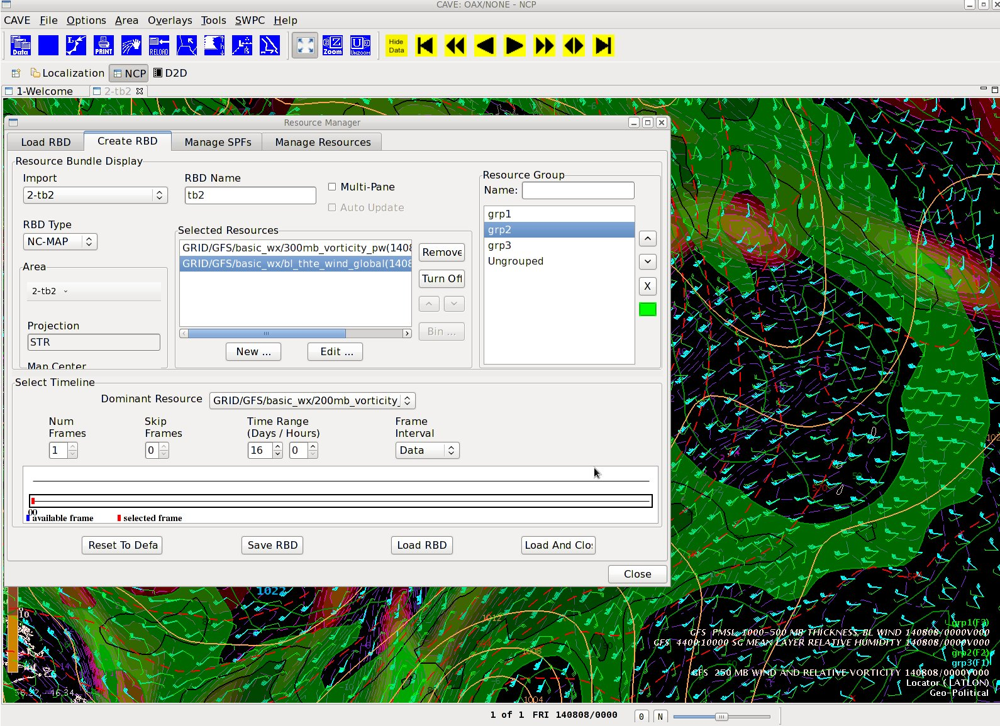 CAVE: OAX/NONE - NCP
CAVE File Options Area Overlays Tools SWPC Help
Data PRINT RELOAD Zoom UNZOOM Hide Data
Localization NCP D2D
1-Welcome 2-tb2
Resource Manager
Load RBD Create RBD Manage SPFs Manage Resources
Resource Bundle Display
Import
2-tb2
RBD Name
tb2
Multi-Pane
Auto Update
RBD Type
NC-MAP
Area
2-tb2
Projection
STR
Map Center
Selected Resources
GRID/GFS/basic_wx/300mb_vorticity_pw(1408
GRID/GFS/basic_wx/bl_thte_wind_global(1408
Remove
Turn Off
Bin ...
New ... Edit ...
Resource Group
Name:
grp1
grp2
grp3
Ungrouped
X
Select Timeline
Dominant Resource GRID/GFS/basic_wx/200mb_vorticity_
Num Frames
1
Skip Frames
0
Time Range (Days / Hours)
16 0
Frame Interval
Data
00
available frame selected frame
Reset To Defa Save RBD Load RBD Load And Clo
Close
1022
1012
1008
1004
570
grp1(F3)
GFS PMSL 1000-500 MB THICKNESS, BL WIND 140808/0000V000
GFS 4400:10000 SG MEAN LAYER RELATIVE HUMIDITY 140808/0000V000
grp2(F2)
grp3(F1)
GFS 250 MB WIND AND RELATIVE VORTICITY 140808/0000V000
Locator ( LATLON)
Geo-Political
1 of 1 FRI 140808/0000 0 N